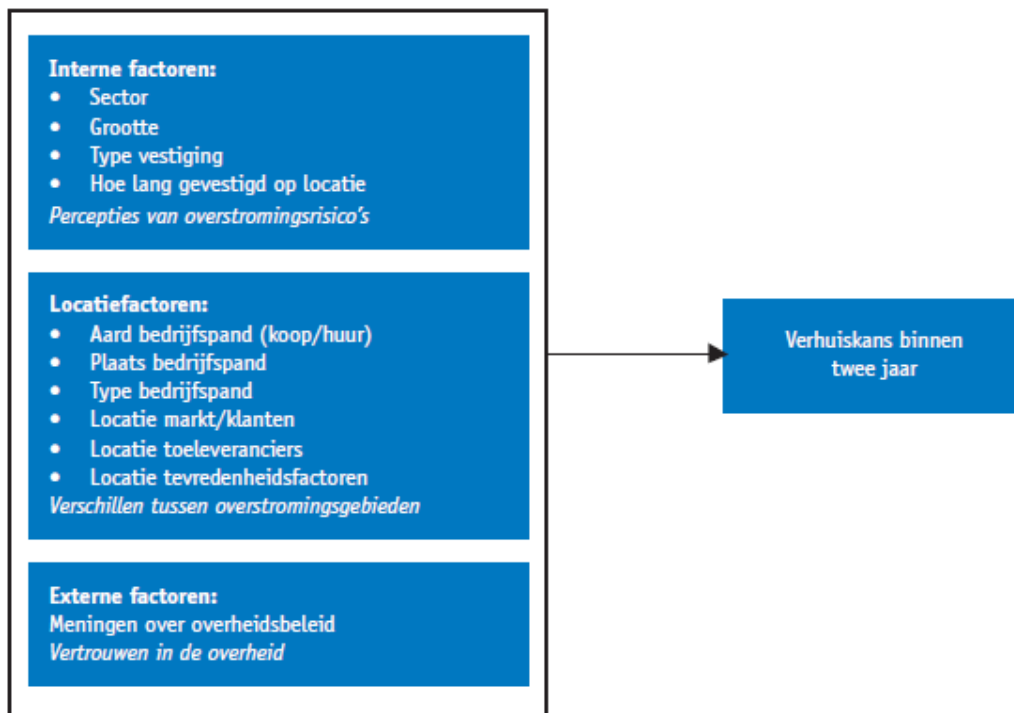 Interne factoren:
• Sector
• Grootte
• Type vestiging
• Hoe lang gevestigd op locatie
Percepties van overstromingsrisico's
Locatiefactoren:
• Aard bedrijfspand (koop/huur)
• Plaats bedrijfspand
• Type bedrijfspand
• Locatie markt/klanten
• Locatie toeleveranciers
• Locatie tevredenheidsfactoren
Verschillen tussen overstromingsgebieden
Externe factoren:
Meningen over overheidsbeleid
Vertrouwen in de overheid
Verhuiskans binnen
twee jaar